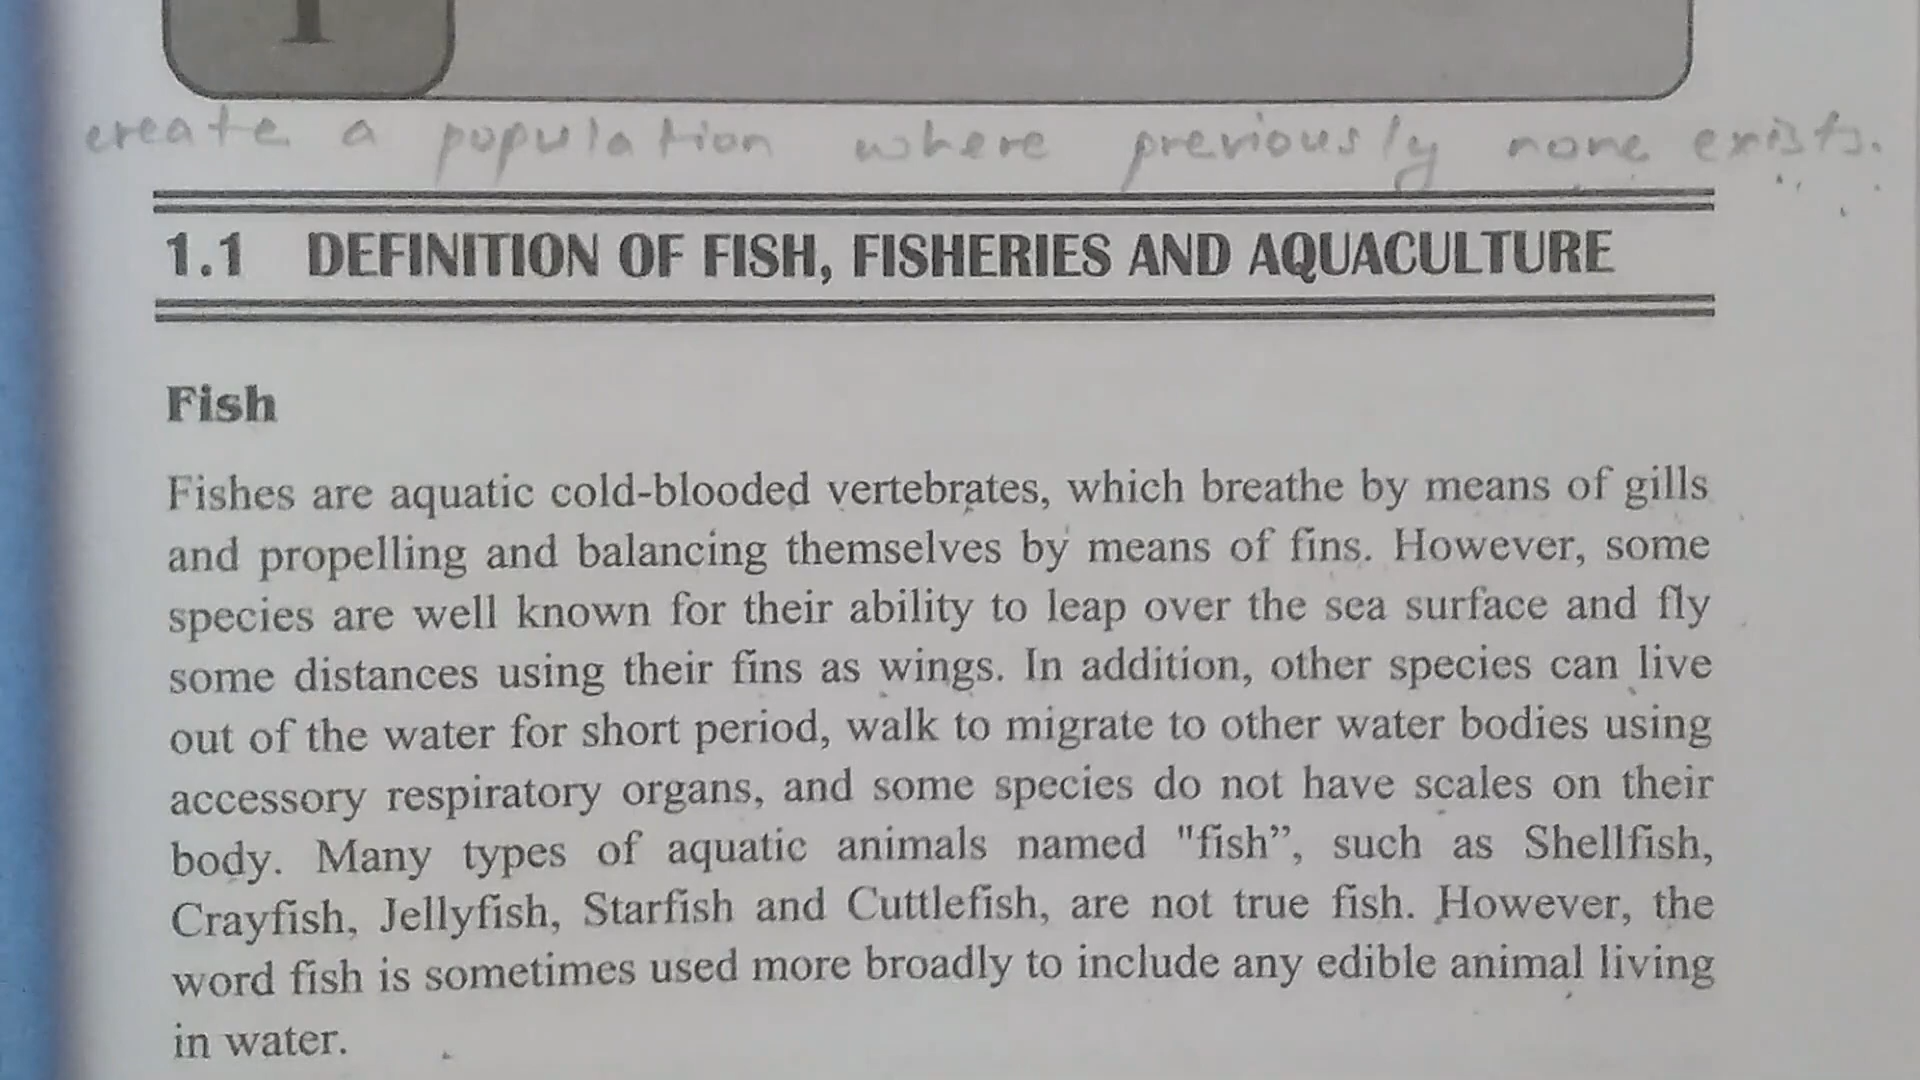 1
create a population where previously none exists.
1.1 DEFINITION OF FISH, FISHERIES AND AQUACULTURE
Fish
Fishes are aquatic cold-blooded vertebrates, which breathe by means of gills
and propelling and balancing themselves by means of fins. However, some
species are well known for their ability to leap over the sea surface and fly
some distances using their fins as wings. In addition, other species can live
out of the water for short period, walk to migrate to other water bodies using
accessory respiratory organs, and some species do not have scales on their
body. Many types of aquatic animals named "fish”, such as Shellfish,
Crayfish, Jellyfish, Starfish and Cuttlefish, are not true fish. However, the
word fish is sometimes used more broadly to include any edible animal living
in water.